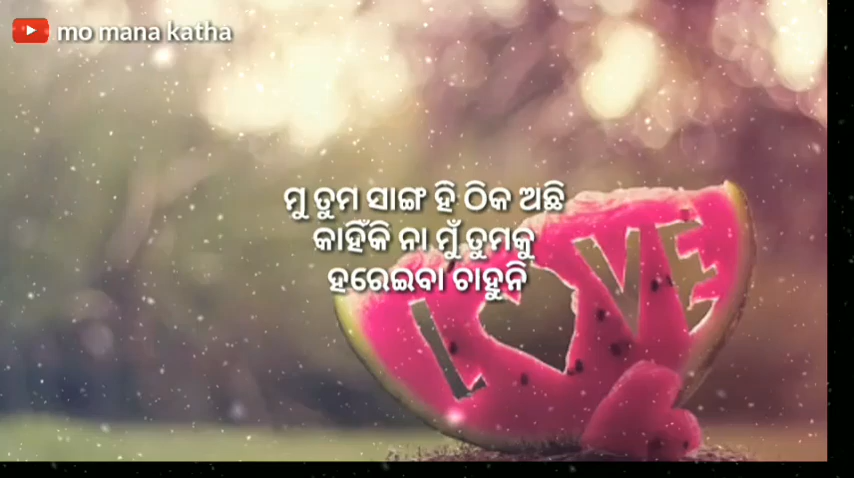 mo mana katha
ମୁ ତୁମ ସାଙ୍ଗ ହି ଠିକ ଅଛି
କାହିଁକି ନା ମୁଁ ତୁମକୁ
ହରେଇବା ଚାହୁନି
LOVE